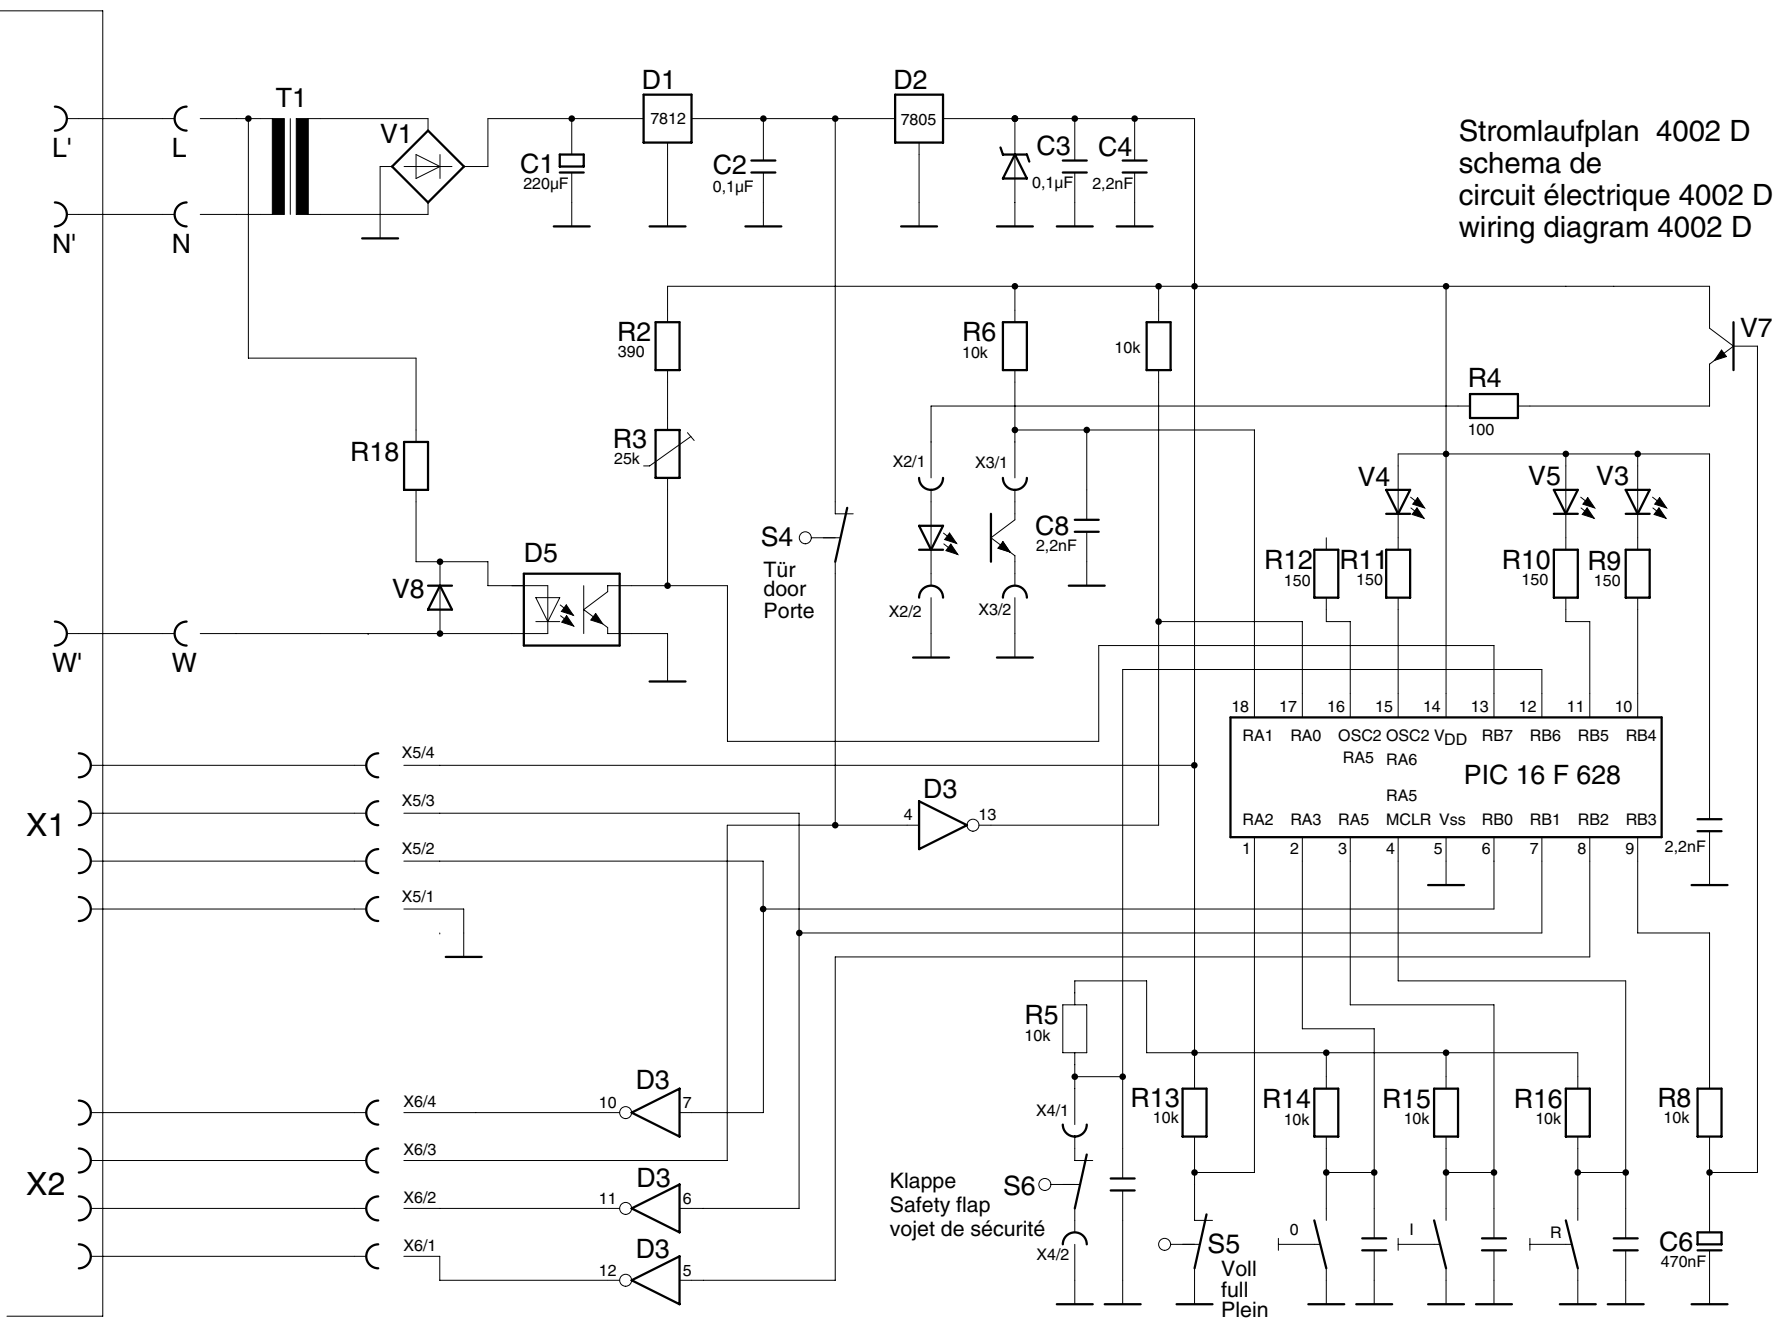 Stromlaufplan 4002 D
schema de
circuit électrique 4002 D
wiring diagram 4002 D
L'
L
N'
N
T1
V1
C1
220µF
D1
7812
C2
0,1µF
D2
7805
C3
0,1µF
C4
2,2nF
R2
390
R6
10k
10k
V7
R4
100
R18
R3
25k
X2/1
X3/1
C8
2,2nF
X2/2
X3/2
V4
V5
V3
R12
150
R11
150
R10
150
R9
150
S4
Tür
door
Porte
D5
V8
W'
W
18 17 16 15 14 13 12 11 10
RA1 RA0 OSC2 OSC2 VDD RB7 RB6 RB5 RB4
RA5 RA6
PIC 16 F 628
RA5
RA2 RA3 RA5 MCLR Vss RB0 RB1 RB2 RB3
1 2 3 4 5 6 7 8 9
2,2nF
X1
X5/4
X5/3
X5/2
X5/1
D3
4
13
X2
X6/4
X6/3
X6/2
X6/1
D3
10
7
D3
11
6
D3
12
5
R5
10k
X4/1
Klappe
Safety flap
vojet de sécurité
S6
X4/2
R13
10k
R14
10k
R15
10k
R16
10k
R8
10k
S5
Voll
full
Plein
0
I
R
C6
470nF